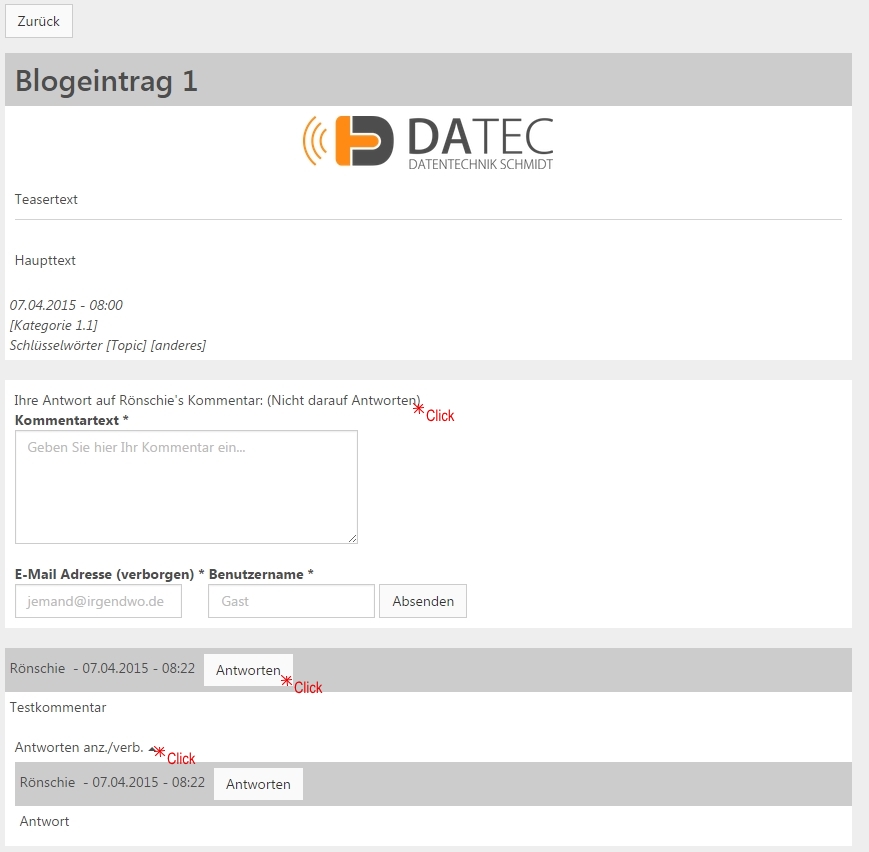 Zurück
Blogeintrag 1
DATEC
DATENTECHNIK SCHMIDT
Teasertext
Haupttext
07.04.2015 - 08:00
[Kategorie 1.1]
Schlüsselwörter [Topic] [anderes]
Ihre Antwort auf Rönschie's Kommentar: (Nicht darauf Antworten)
Click
Kommentartext *
Geben Sie hier Ihr Kommentar ein...
E-Mail Adresse (verborgen) * Benutzername *
jemand@irgendwo.de Gast Absenden
Rönschie - 07.04.2015 - 08:22 Antworten
Click
Testkommentar
Antworten anz./verb.
Click
Rönschie - 07.04.2015 - 08:22 Antworten
Antwort